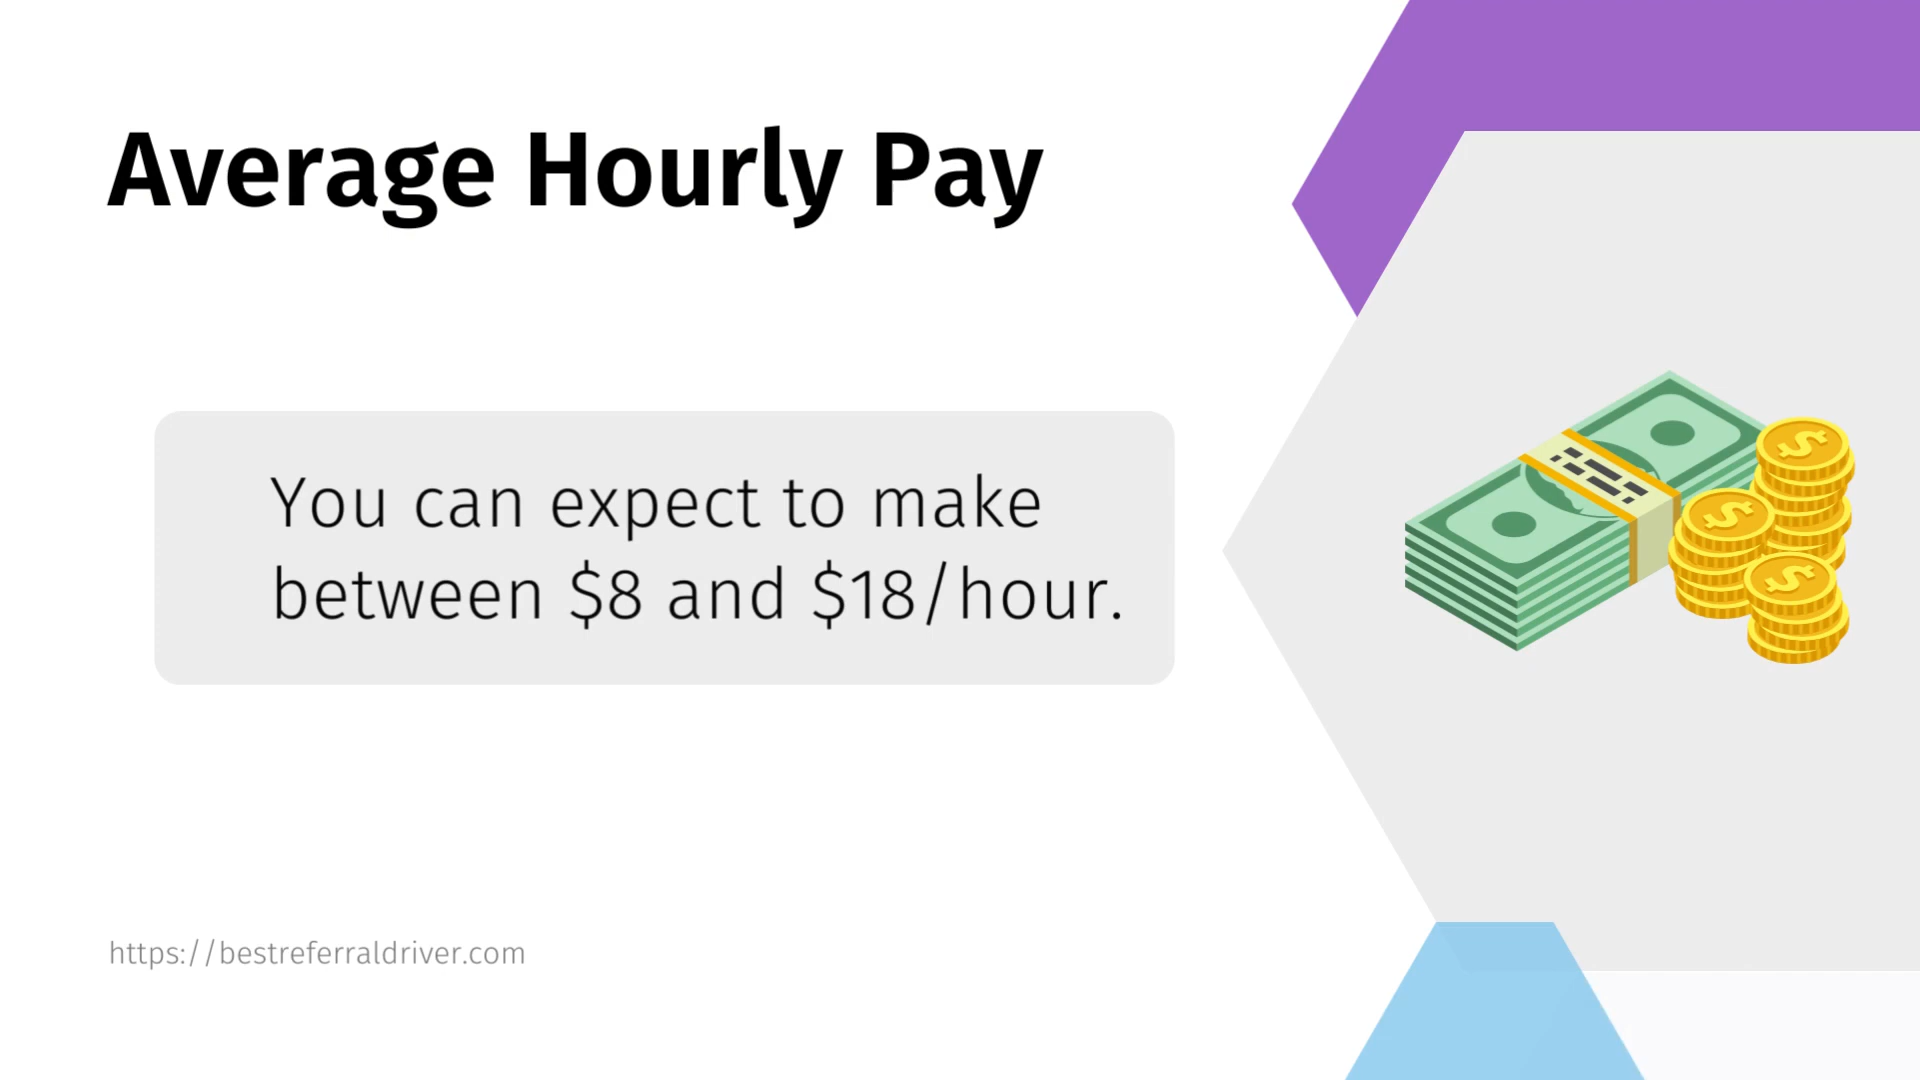 Average Hourly Pay
You can expect to make
between $8 and $18/hour.
https://bestreferraldriver.com